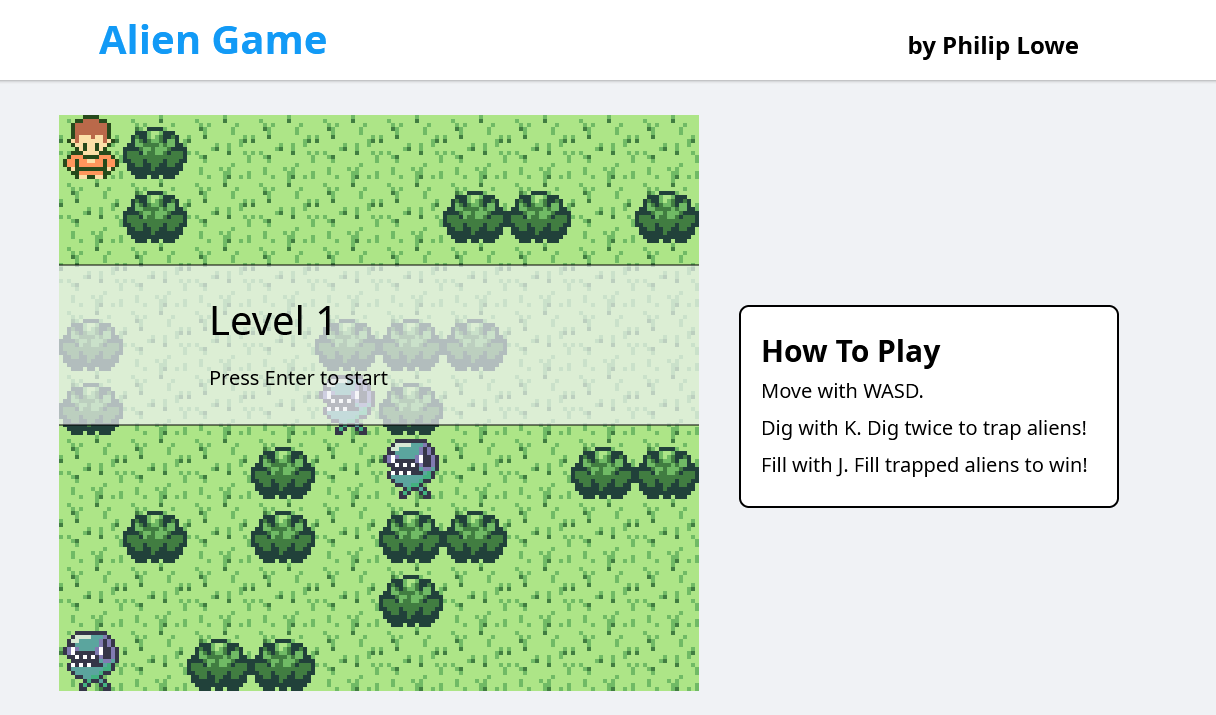 Alien Game
by Philip Lowe
Level 1
Press Enter to start
How To Play
Move with WASD.
Dig with K. Dig twice to trap aliens!
Fill with J. Fill trapped aliens to win!